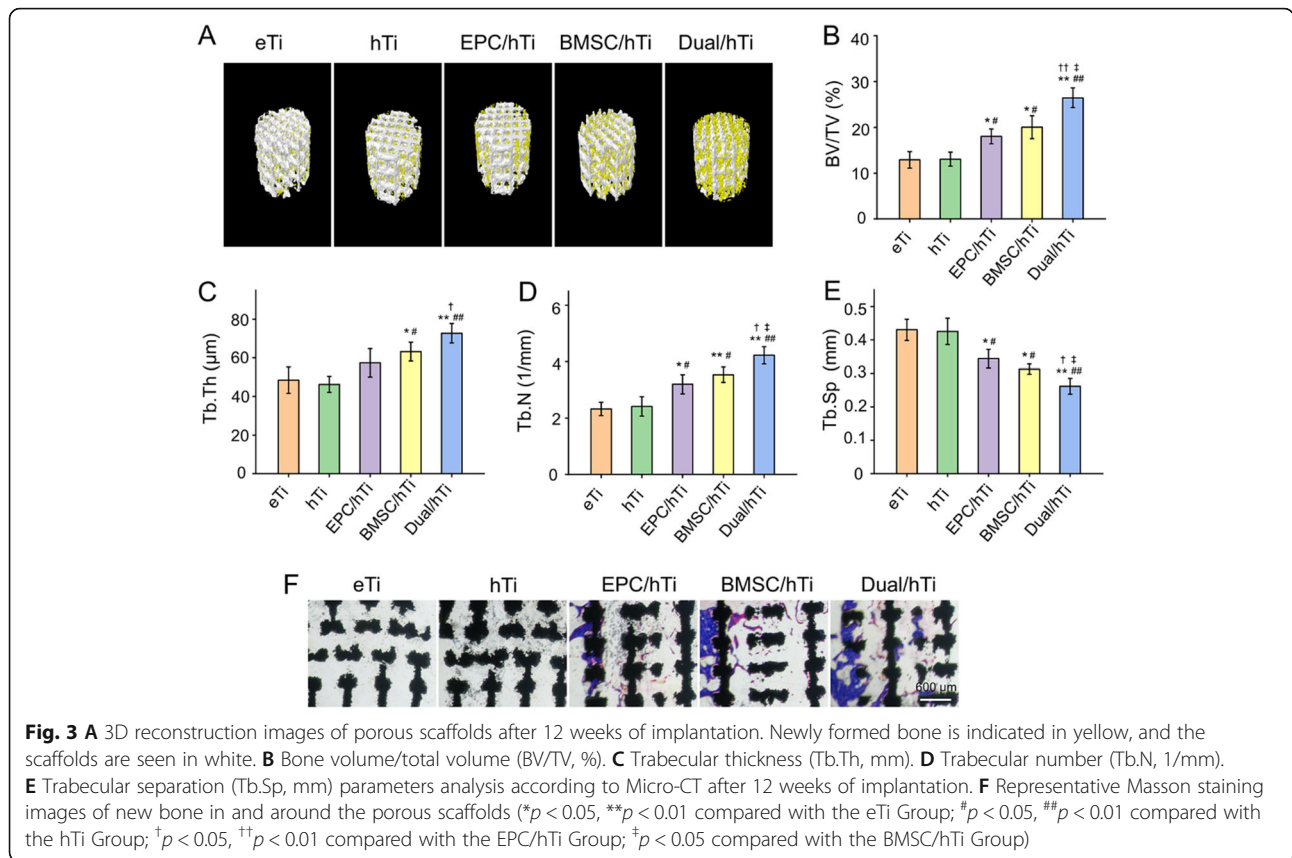 A
eTi hTi EPC/hTi BMSC/hTi Dual/hTi
B
BV/TV (%)
40
30
20
10
0
* #
* #
†† ‡
** ##
eTi hTi EPC/hTi BMSC/hTi Dual/hTi
C
Tb.Th (μm)
80
60
40
20
0
* #
†
** ##
eTi hTi EPC/hTi BMSC/hTi Dual/hTi
D
Tb.N (1/mm)
6
4
2
0
* #
** #
† ‡
** ##
eTi hTi EPC/hTi BMSC/hTi Dual/hTi
E
Tb.Sp (mm)
0.5
0.4
0.3
0.2
0.1
0
* #
* #
† ‡
** ##
eTi hTi EPC/hTi BMSC/hTi Dual/hTi
F
eTi hTi EPC/hTi BMSC/hTi Dual/hTi
600 μm
Fig. 3 A 3D reconstruction images of porous scaffolds after 12 weeks of implantation. Newly formed bone is indicated in yellow, and the
scaffolds are seen in white. B Bone volume/total volume (BV/TV, %). C Trabecular thickness (Tb.Th, mm). D Trabecular number (Tb.N, 1/mm).
E Trabecular separation (Tb.Sp, mm) parameters analysis according to Micro-CT after 12 weeks of implantation. F Representative Masson staining
images of new bone in and around the porous scaffolds (*p < 0.05, **p < 0.01 compared with the eTi Group; #p < 0.05, ##p < 0.01 compared with
the hTi Group; †p < 0.05, ††p < 0.01 compared with the EPC/hTi Group; ‡p < 0.05 compared with the BMSC/hTi Group)